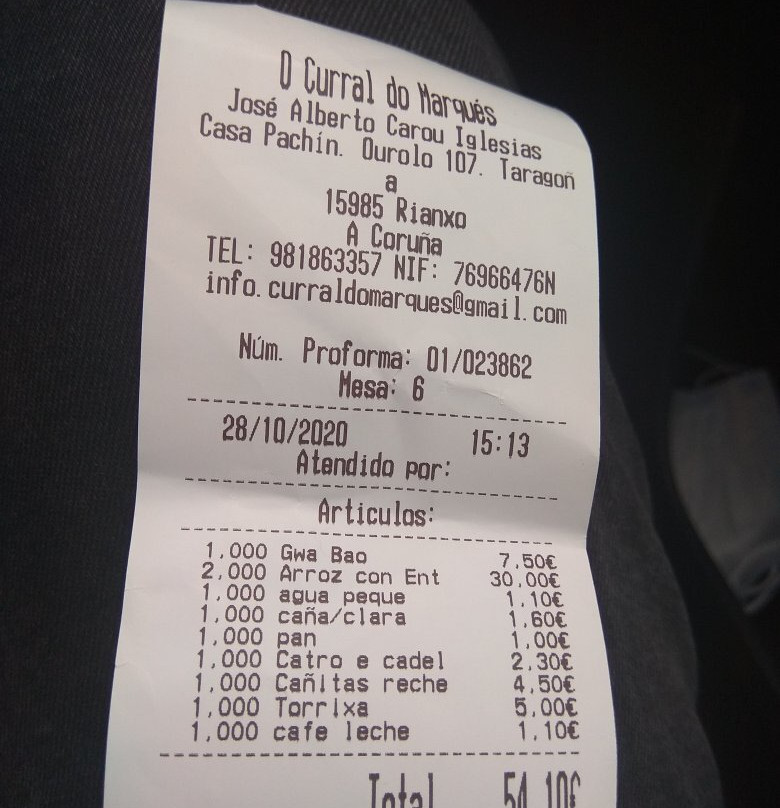 O Curral do Marqués
José Alberto Carou Iglesias
Casa Pachín. Ourolo 107. Taragoñ
a
15985 Rianxo
A Coruña
TEL: 981863357 NIF: 76966476N
info.curraldomarques@gmail.com
Núm. Proforma: 01/023862
Mesa: 6
28/10/2020 15:13
Atendido por:
Articulos:
1,000 Gwa Bao 7,50€
2,000 Arroz con Ent 30,00€
1,000 agua peque 1,10€
1,000 caña/clara 1,60€
1,000 pan 1,00€
1,000 Catro e cadel 2,30€
1,000 Cañitas reche 4,50€
1,000 Torrixa 5,00€
1,000 cafe leche 1,10€
Total 54,10€